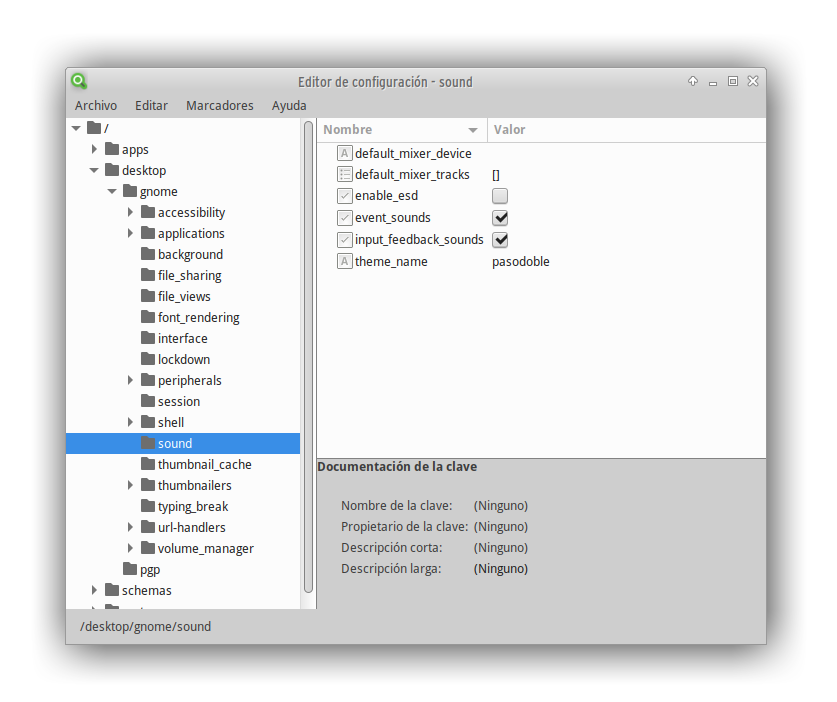 Editor de configuración - sound
Archivo Editar Marcadores Ayuda
/
apps
desktop
gnome
accessibility
applications
background
file_sharing
file_views
font_rendering
interface
lockdown
peripherals
session
shell
sound
thumbnail_cache
thumbnailers
typing_break
url-handlers
volume_manager
pgp
schemas
Nombre Valor
default_mixer_device
default_mixer_tracks []
enable_esd
event_sounds
input_feedback_sounds
theme_name pasodoble
Documentación de la clave
Nombre de la clave: (Ninguno)
Propietario de la clave: (Ninguno)
Descripción corta: (Ninguno)
Descripción larga: (Ninguno)
/desktop/gnome/sound